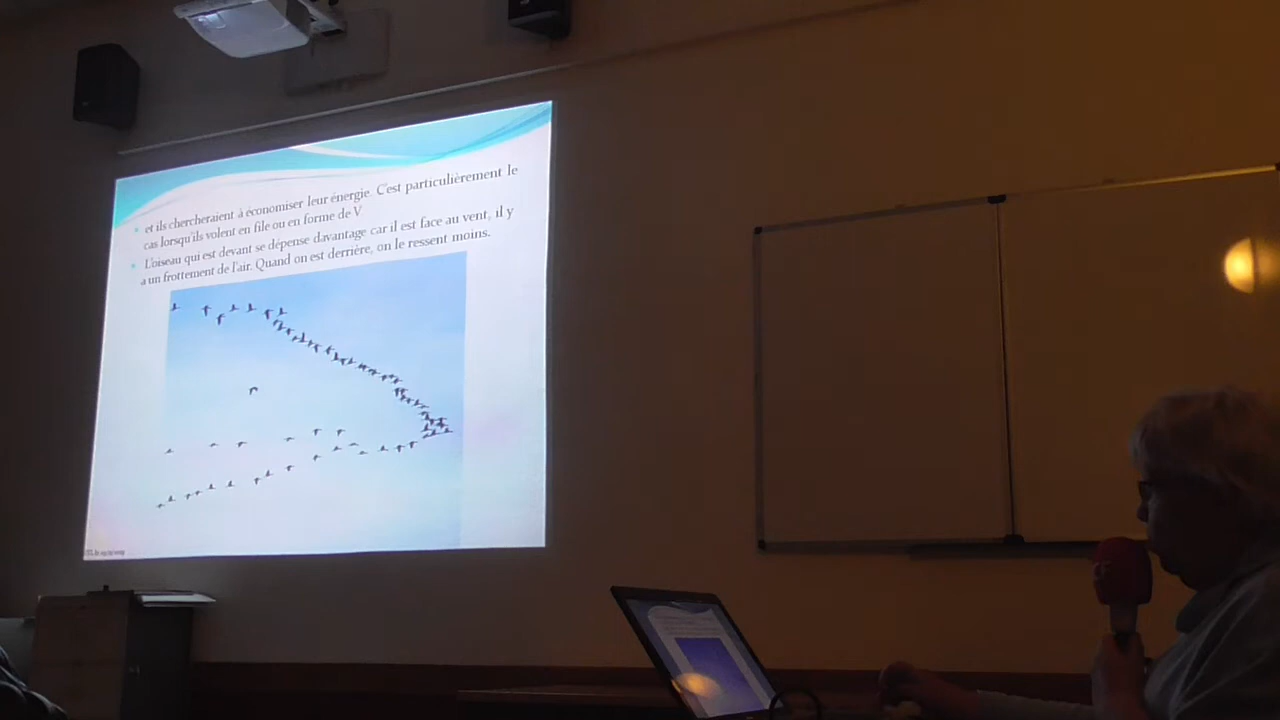 et ils chercheraient à économiser leur énergie. C'est particulièrement le
cas lorsqu'ils volent en file ou en forme de V
L'oiseau qui est devant se dépense davantage car il est face au vent, il y
a un frottement de l'air. Quand on est derrière, on le ressent moins.